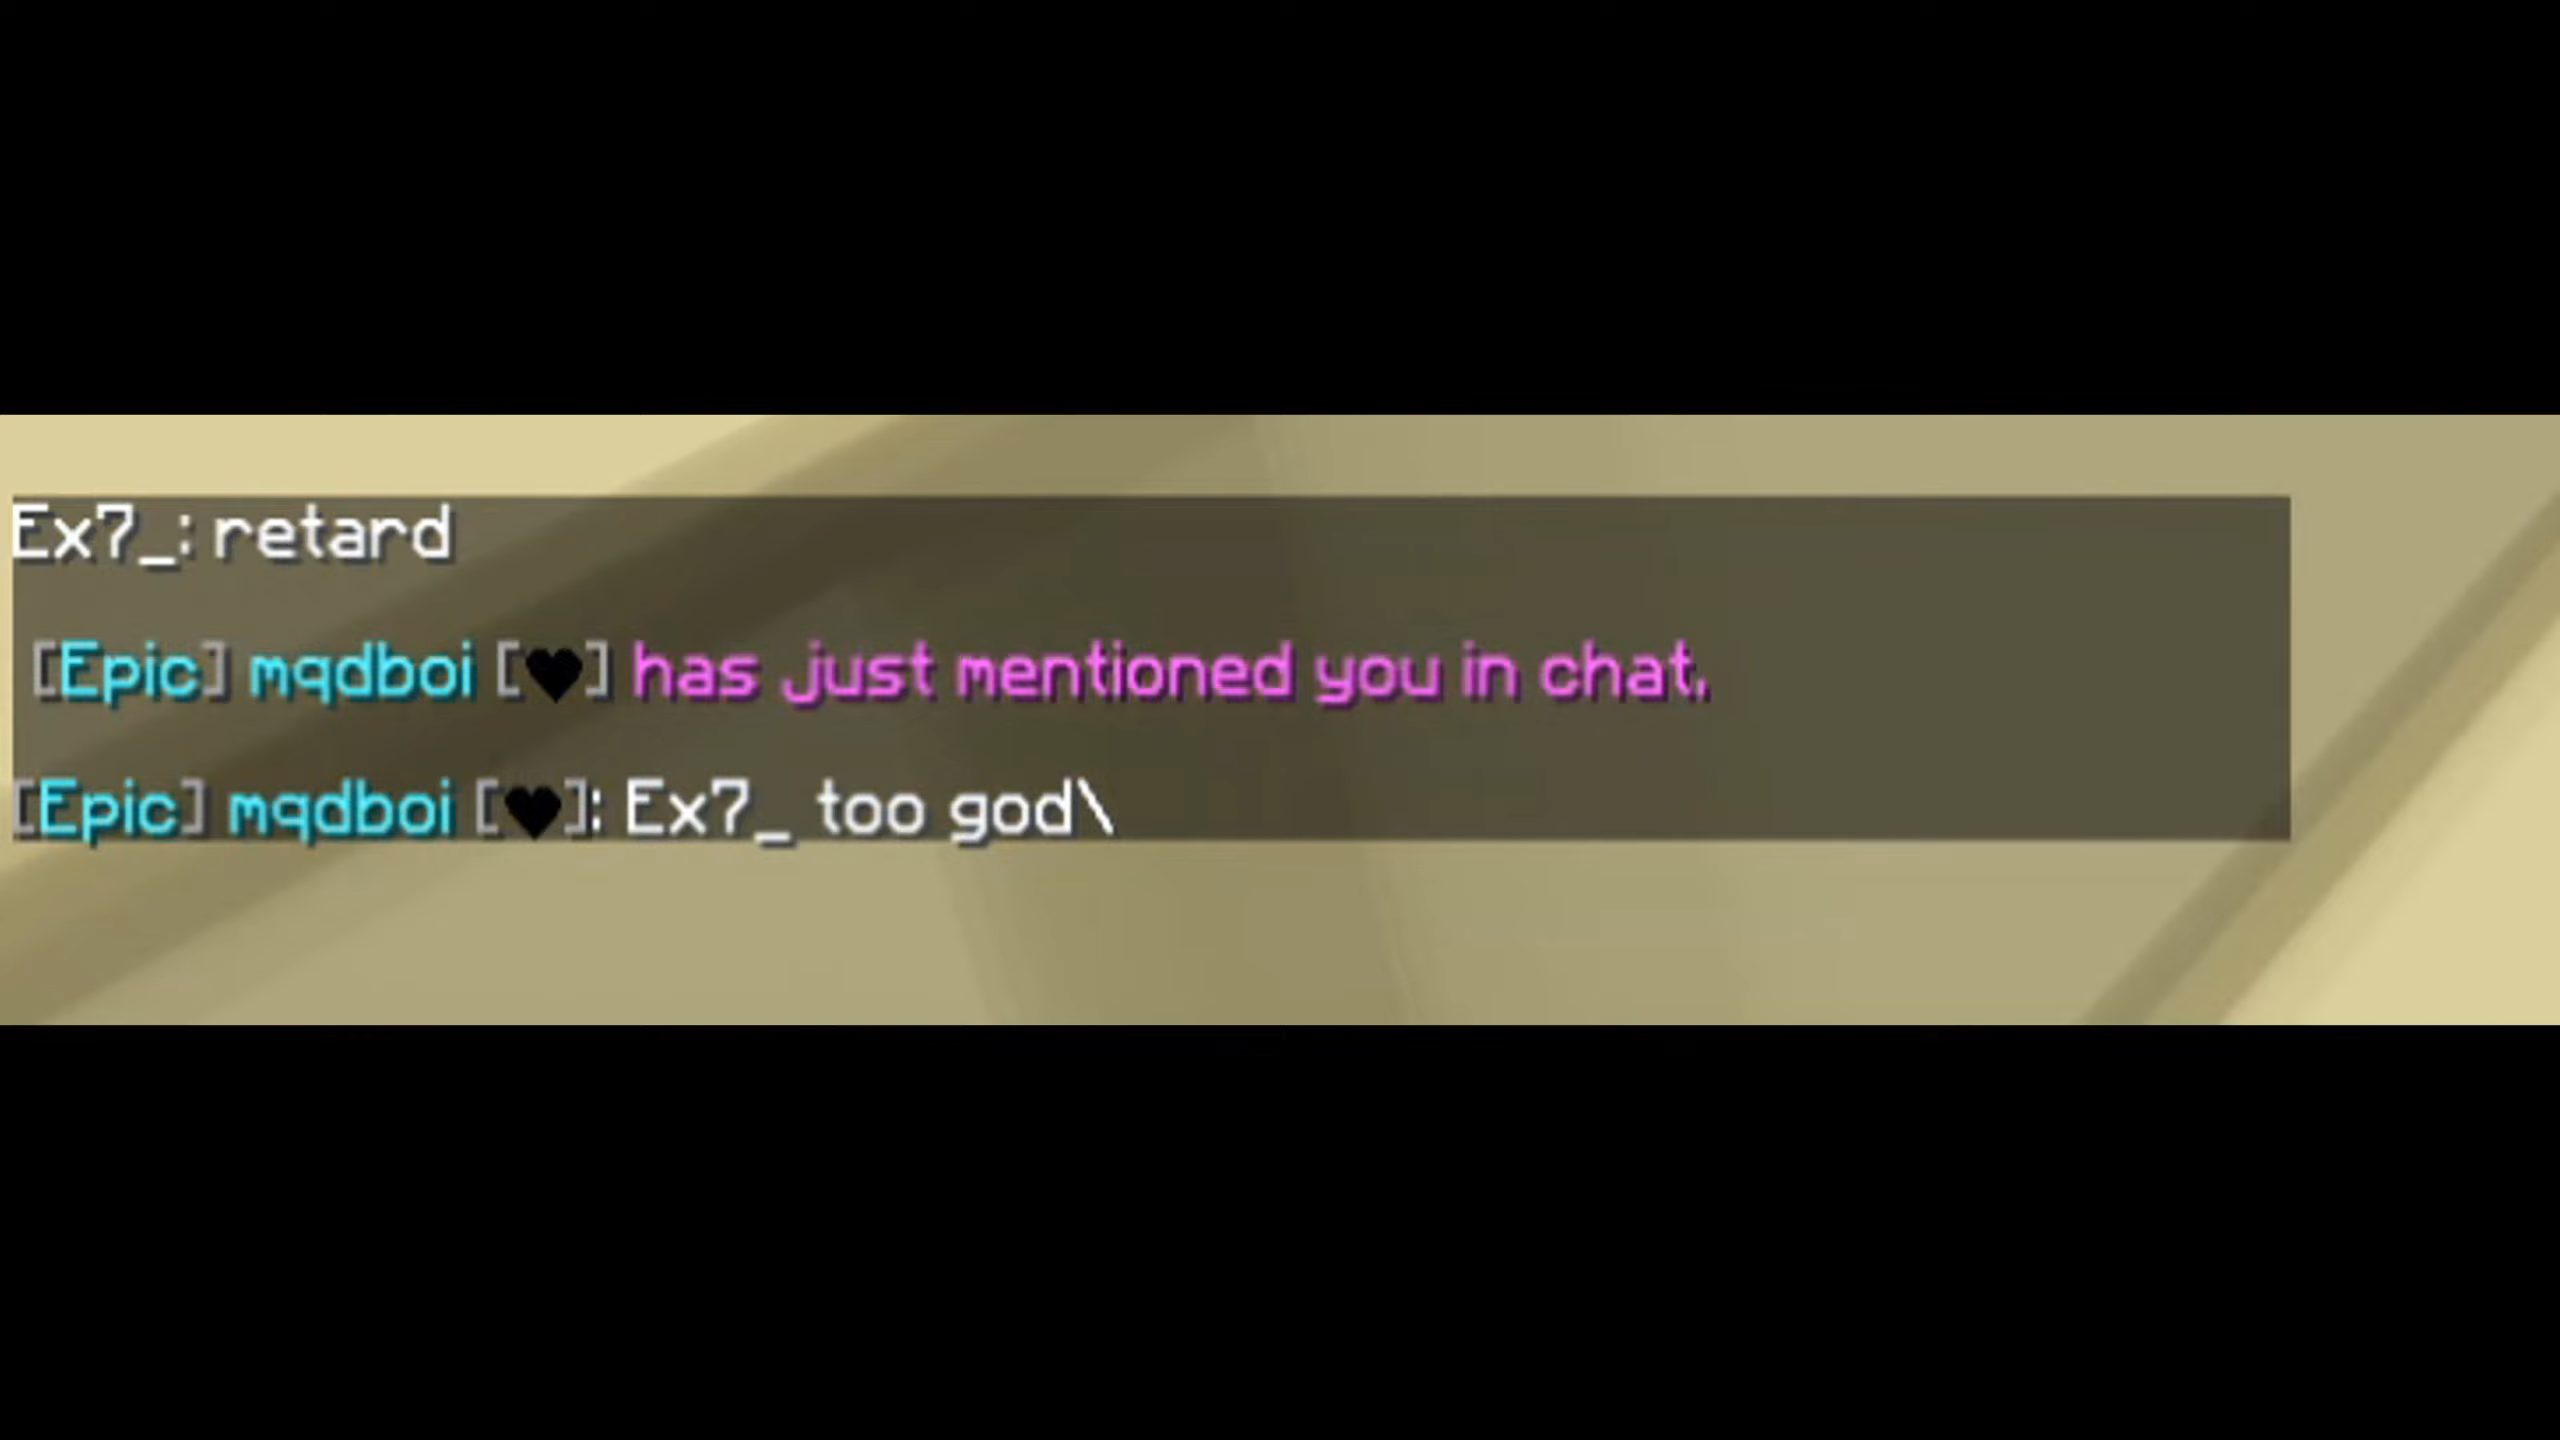 Ex7_: retard
[Epic] mqdboi [♥] has just mentioned you in chat.
[Epic] mqdboi [♥]: Ex7_ too god\